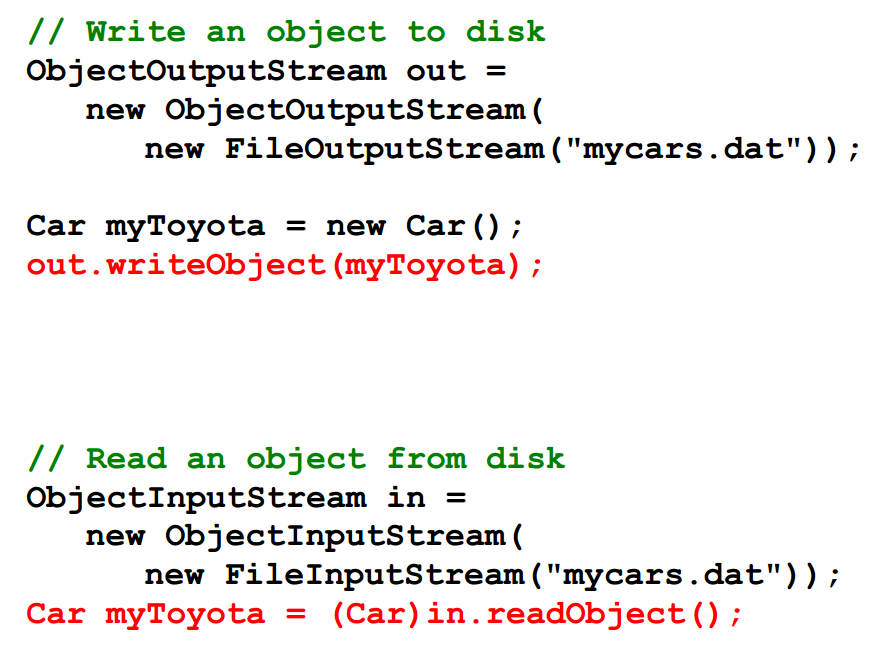 // Write an object to disk
ObjectOutputStream out =
new ObjectOutputStream(
new FileOutputStream("mycars.dat"));
Car myToyota = new Car();
out.writeObject(myToyota);
// Read an object from disk
ObjectInputStream in =
new ObjectInputStream(
new FileInputStream("mycars.dat"));
Car myToyota = (Car)in.readObject();